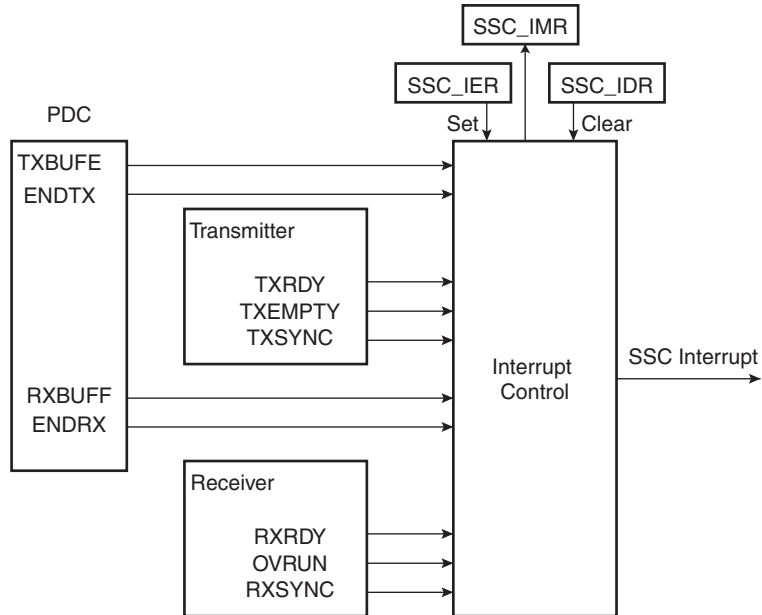 SSC_IMR
SSC_IER
SSC_IDR
PDC
Set
Clear
TXBUFE
ENDTX
Transmitter
TXRDY
TXEMPTY
TXSYNC
RXBUFF
ENDRX
Interrupt
Control
SSC Interrupt
Receiver
RXRDY
OVRUN
RXSYNC